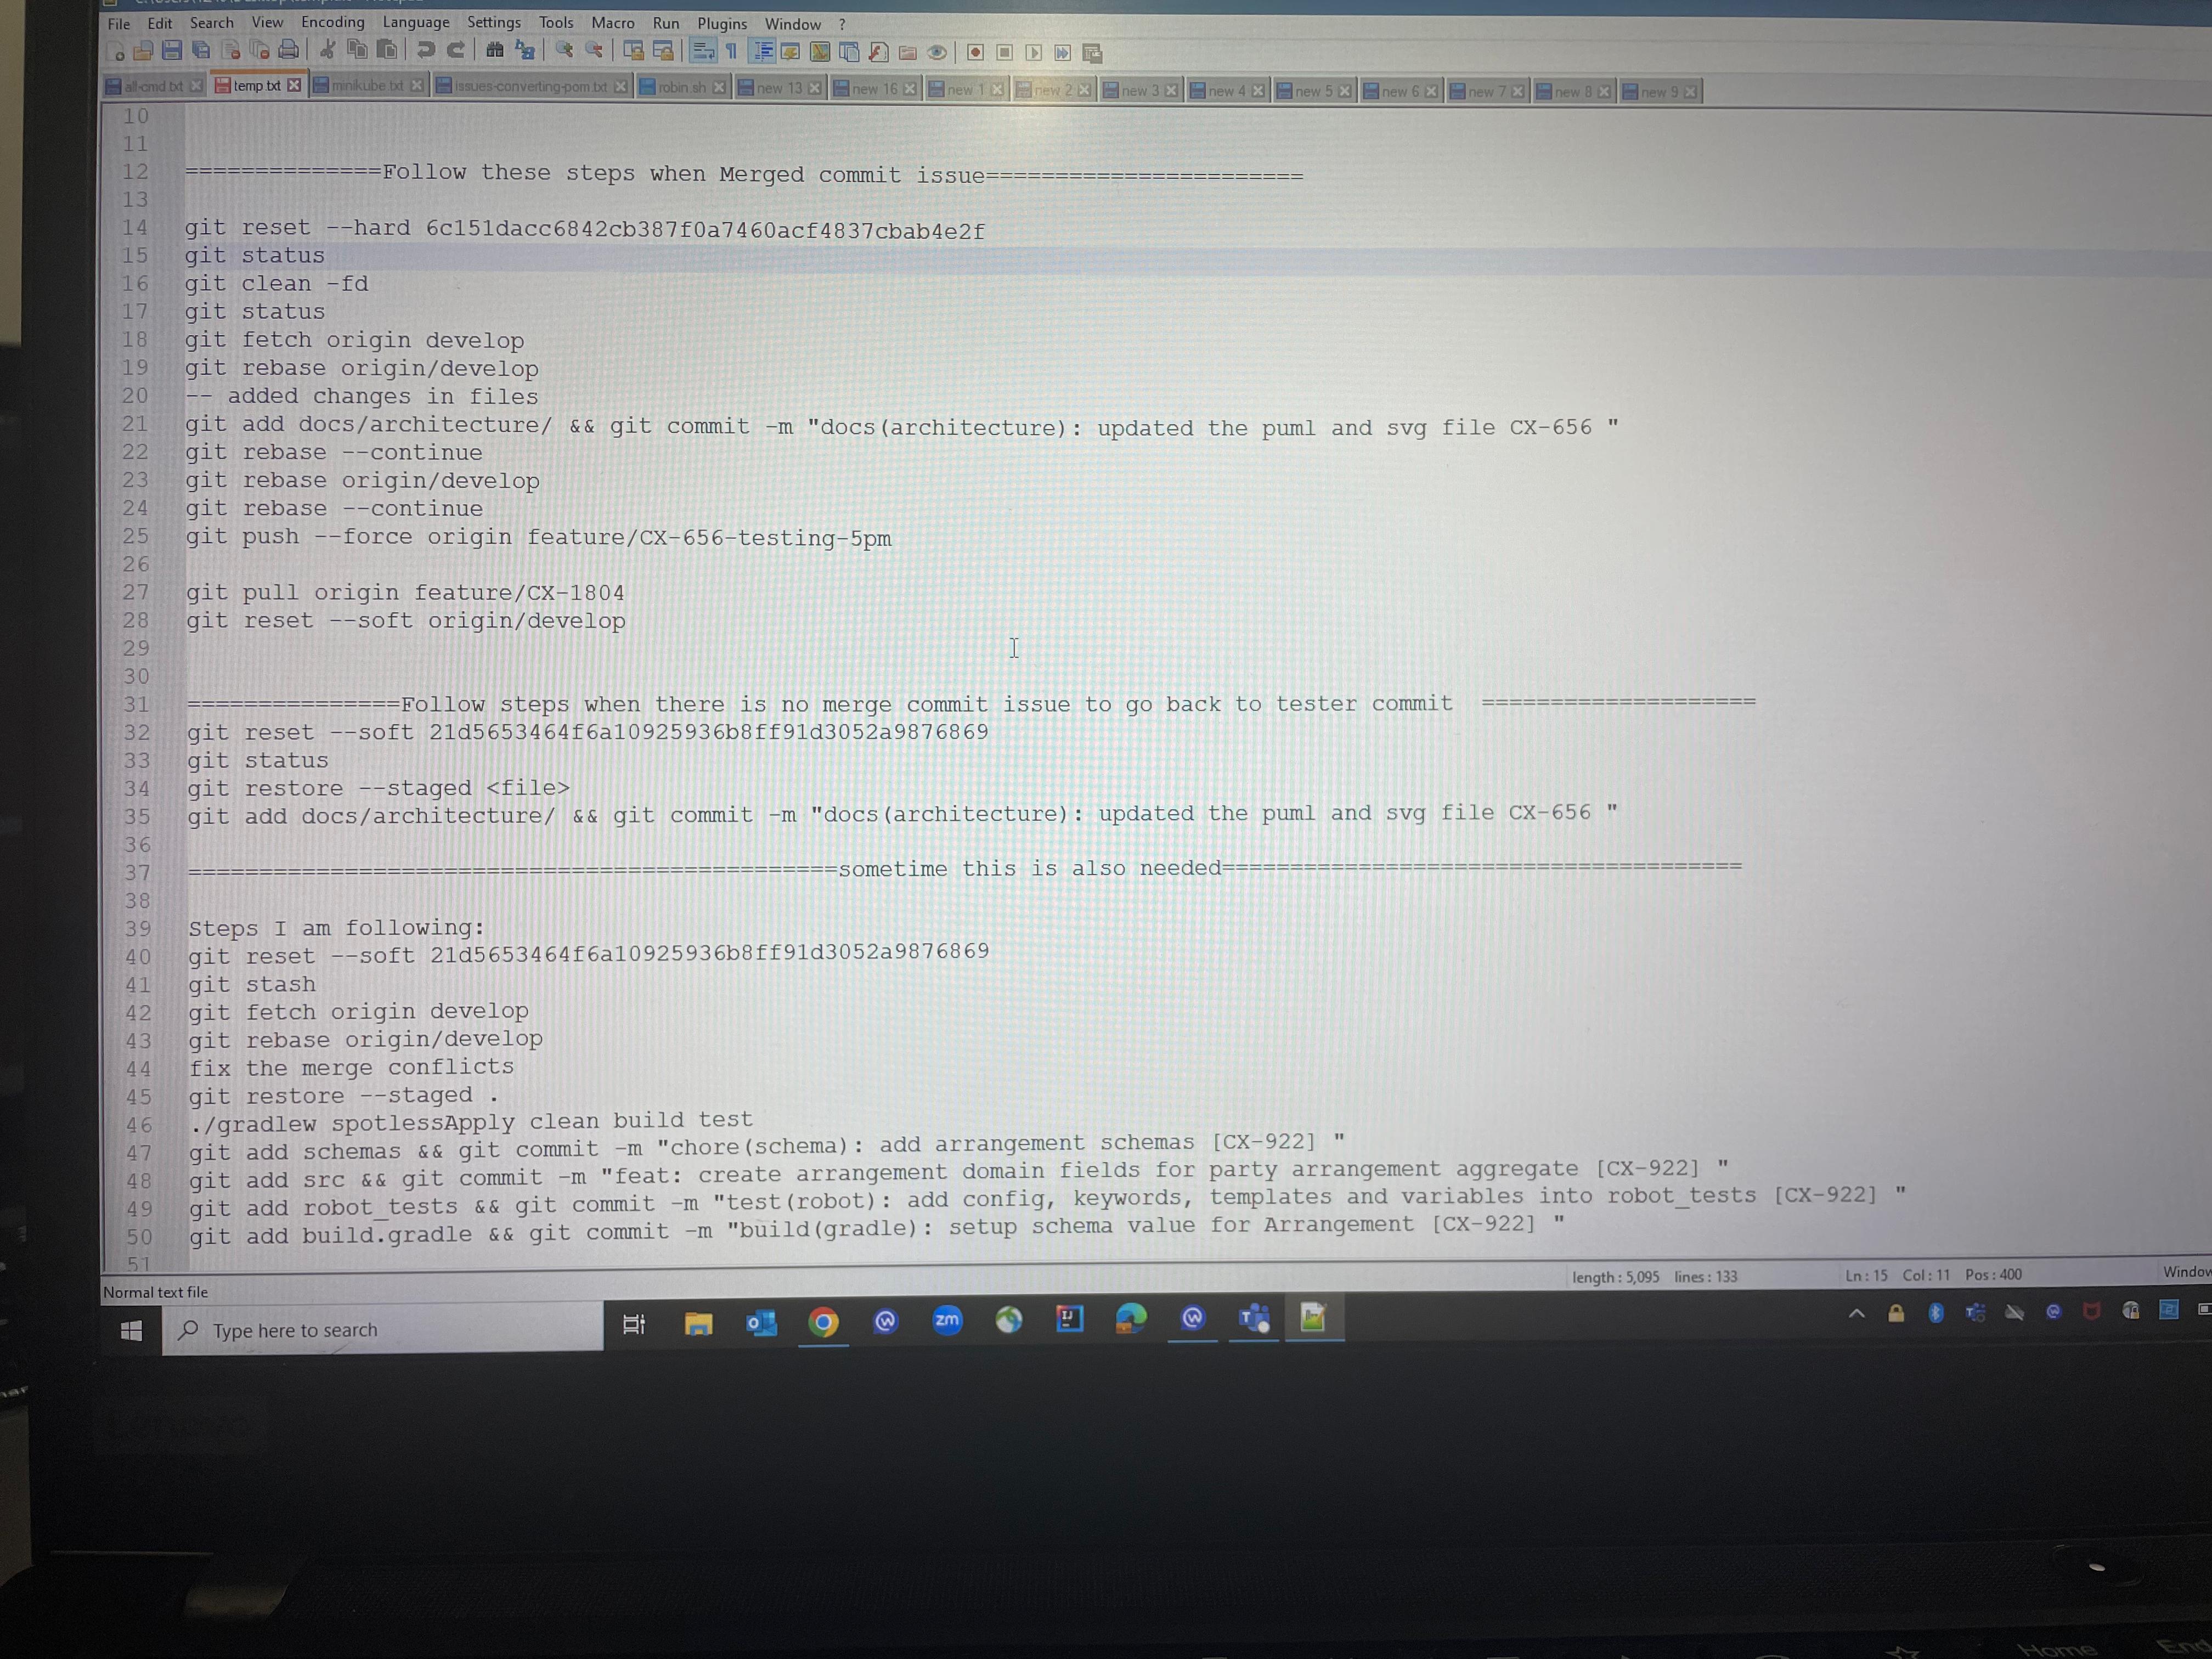 File Edit Search View Encoding Language Settings Tools Macro Run Plugins Window ?
all-cmd.txt temp.txt minikube.txt issues-converting-pom.txt robin.sh new 13 new 16 new 1 new 2 new 3 new 4 new 5 new 6 new 7 new 8 new 9
10
11
12 ==============Follow these steps when Merged commit issue=======================
13
14 git reset --hard 6c151dacc6842cb387f0a7460acf4837cbab4e2f
15 git status
16 git clean -fd
17 git status
18 git fetch origin develop
19 git rebase origin/develop
20 -- added changes in files
21 git add docs/architecture/ && git commit -m "docs(architecture): updated the puml and svg file CX-656 "
22 git rebase --continue
23 git rebase origin/develop
24 git rebase --continue
25 git push --force origin feature/CX-656-testing-5pm
26
27 git pull origin feature/CX-1804
28 git reset --soft origin/develop
29
30
31 ===============Follow steps when there is no merge commit issue to go back to tester commit ====================
32 git reset --soft 21d5653464f6a10925936b8ff91d3052a9876869
33 git status
34 git restore --staged <file>
35 git add docs/architecture/ && git commit -m "docs(architecture): updated the puml and svg file CX-656 "
36
37 ==============================================sometime this is also needed======================================
38
39 Steps I am following:
40 git reset --soft 21d5653464f6a10925936b8ff91d3052a9876869
41 git stash
42 git fetch origin develop
43 git rebase origin/develop
44 fix the merge conflicts
45 git restore --staged .
46 ./gradlew spotlessApply clean build test
47 git add schemas && git commit -m "chore(schema): add arrangement schemas [CX-922] "
48 git add src && git commit -m "feat: create arrangement domain fields for party arrangement aggregate [CX-922] "
49 git add robot_tests && git commit -m "test(robot): add config, keywords, templates and variables into robot_tests [CX-922] "
50 git add build.gradle && git commit -m "build(gradle): setup schema value for Arrangement [CX-922] "
51
Normal text file length : 5,095 lines : 133 Ln : 15 Col : 11 Pos : 400 Window
Type here to search
zm
Home End